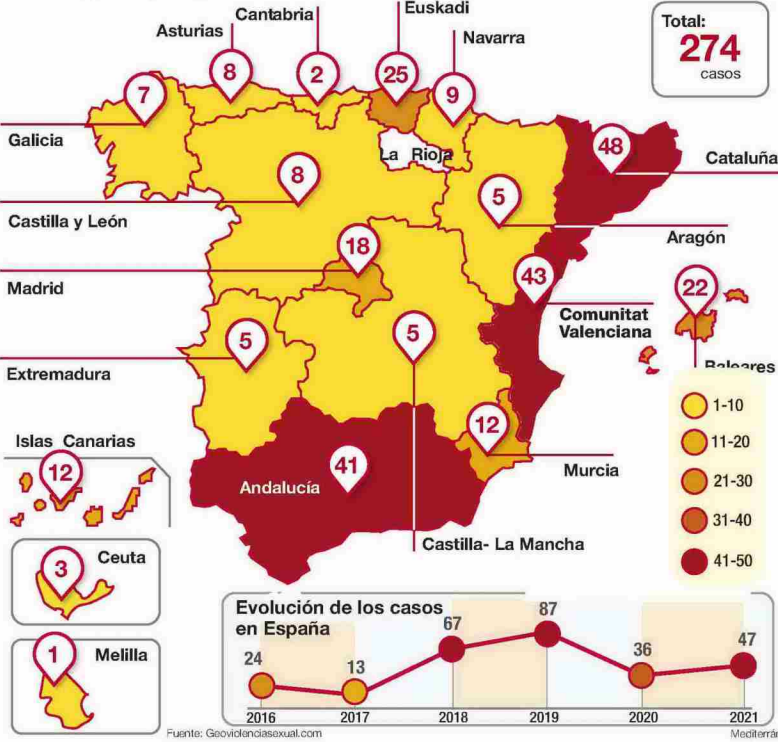 Cantabria
Euskadi
Asturias
Navarra
Total:
274
casos
8
2
25
9
7
Galicia
La Rioja
48
Cataluña
8
5
Castilla y León
Aragón
18
43
22
Madrid
Comunitat
Valenciana
5
5
Baleares
Extremadura
1-10
12
11-20
Islas Canarias
12
41
Murcia
21-30
Andalucía
31-40
Castilla- La Mancha
41-50
Ceuta
3
Evolución de los casos
en España
24
13
67
87
36
47
1
Melilla
2016
2017
2018
2019
2020
2021
Fuente: Geoviolenciasexual.com
Mediterrán